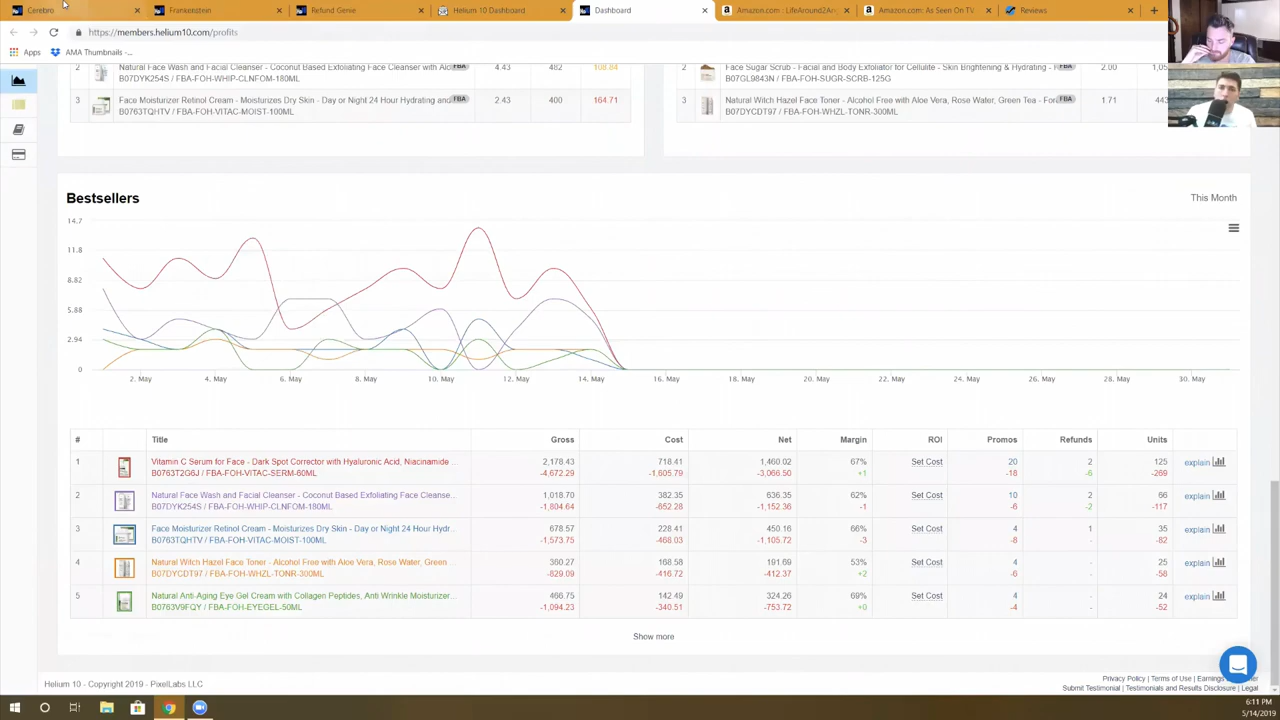 Cerebro
Frankenstein
Refund Genie
Helium 10 Dashboard
Dashboard
Amazon.com : LifeAround2An
Amazon.com: As Seen On TV
Reviews
https://members.helium10.com/profits
Apps
AMA Thumbnails -...
2 Natural Face Wash and Facial Cleanser - Coconut Based Exfoliating Face Cleanser with Alo FBA 4.43 482 108.84
B07DYK254S / FBA-FOH-WHIP-CLNFOM-180ML
3 Face Moisturizer Retinol Cream - Moisturizes Dry Skin - Day or Night 24 Hour Hydrating and FBA 2.43 400 164.71
B0763TQHTV / FBA-FOH-VITAC-MOIST-100ML
2 Face Sugar Scrub - Facial and Body Exfoliator for Cellulite - Skin Brightening & Hydrating - FBA 2.00
B07GL9843N / FBA-FOH-SUGR-SCRB-125G
3 Natural Witch Hazel Face Toner - Alcohol Free with Aloe Vera, Rose Water, Green Tea - FBA 1.71
B07DYCDT97 / FBA-FOH-WHZL-TONR-300ML
Bestsellers
This Month
14.7
11.8
8.82
5.88
2.94
0
2. May 4. May 6. May 8. May 10. May 12. May 14. May 16. May 18. May 20. May 22. May 24. May 26. May 28. May 30. May
# Title Gross Cost Net Margin ROI Promos Refunds Units
1 Vitamin C Serum for Face - Dark Spot Corrector with Hyaluronic Acid, Niacinamide ... 2,178.43 718.41 1,460.02 67% Set Cost 20 2 125 explain
B0763T2G6J / FBA-FOH-VITAC-SERM-60ML -4,672.29 -1,605.79 -3,066.50 +1 -18 -6 -269
2 Natural Face Wash and Facial Cleanser - Coconut Based Exfoliating Face Cleanse... 1,018.70 382.35 636.35 62% Set Cost 10 2 66 explain
B07DYK254S / FBA-FOH-WHIP-CLNFOM-180ML -1,804.64 -652.28 -1,152.36 -1 -6 -2 -117
3 Face Moisturizer Retinol Cream - Moisturizes Dry Skin - Day or Night 24 Hour Hydr... 678.57 228.41 450.16 66% Set Cost 4 1 35 explain
B0763TQHTV / FBA-FOH-VITAC-MOIST-100ML -1,573.75 -468.03 -1,105.72 -3 -8 - -82
4 Natural Witch Hazel Face Toner - Alcohol Free with Aloe Vera, Rose Water, Green ... 360.27 168.58 191.69 53% Set Cost 4 - 25 explain
B07DYCDT97 / FBA-FOH-WHZL-TONR-300ML -829.09 -416.72 -412.37 +2 -6 - -58
5 Natural Anti-Aging Eye Gel Cream with Collagen Peptides, Anti Wrinkle Moisturizer... 466.75 142.49 324.26 69% Set Cost 4 - 24 explain
B0763V9FQY / FBA-FOH-EYEGEL-50ML -1,094.23 -340.51 -753.72 +0 -4 - -52
Show more
Helium 10 - Copyright 2019 - PixelLabs LLC
Privacy Policy | Terms of Use |
Submit Testimonial | Testimonials and Results Disclosure | Legal
6:11 PM
5/14/2019